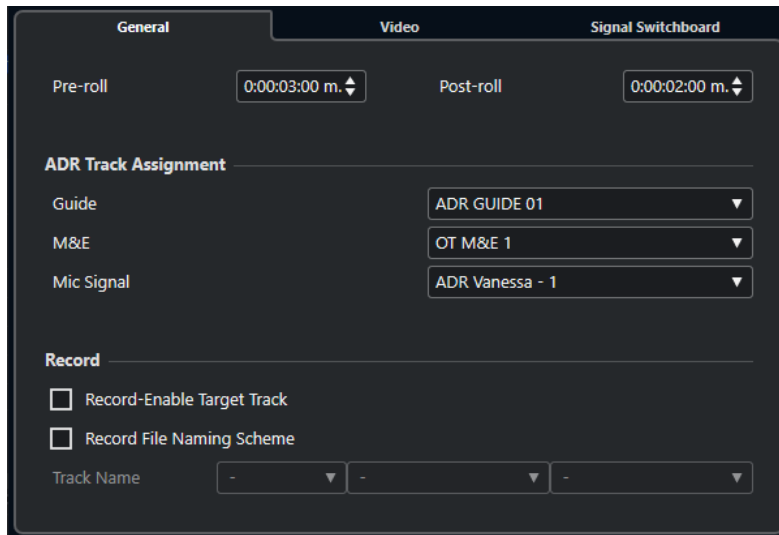 General Video Signal Switchboard
Pre-roll 0:00:03:00 m. Post-roll 0:00:02:00 m.
ADR Track Assignment
Guide ADR GUIDE 01
M&E OT M&E 1
Mic Signal ADR Vanessa - 1
Record
Record-Enable Target Track
Record File Naming Scheme
Track Name - - -